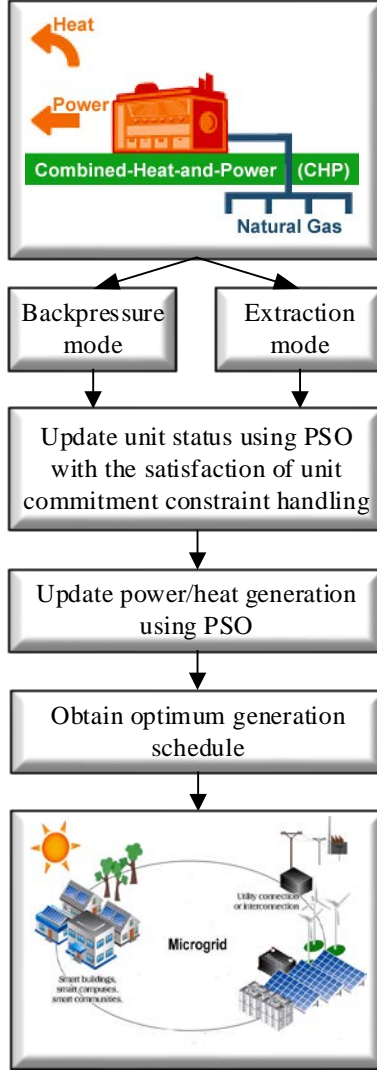 Heat
Power
Combined-Heat-and-Power (CHP)
Natural Gas
Backpressure
mode
Extraction
mode
Update unit status using PSO
with the satisfaction of unit
commitment constraint handling
Update power/heat generation
using PSO
Obtain optimum generation
schedule
Utility connection
or interconnection
Microgrid
Smart buildings,
smart campuses,
smart communities.